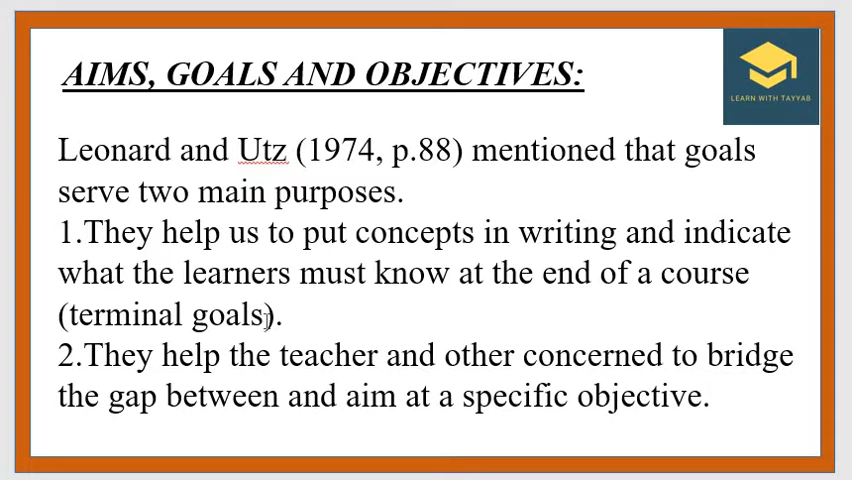 AIMS, GOALS AND OBJECTIVES:
LEARN WITH TAYYAB
Leonard and Utz (1974, p.88) mentioned that goals
serve two main purposes.
1.They help us to put concepts in writing and indicate
what the learners must know at the end of a course
(terminal goals).
2.They help the teacher and other concerned to bridge
the gap between and aim at a specific objective.